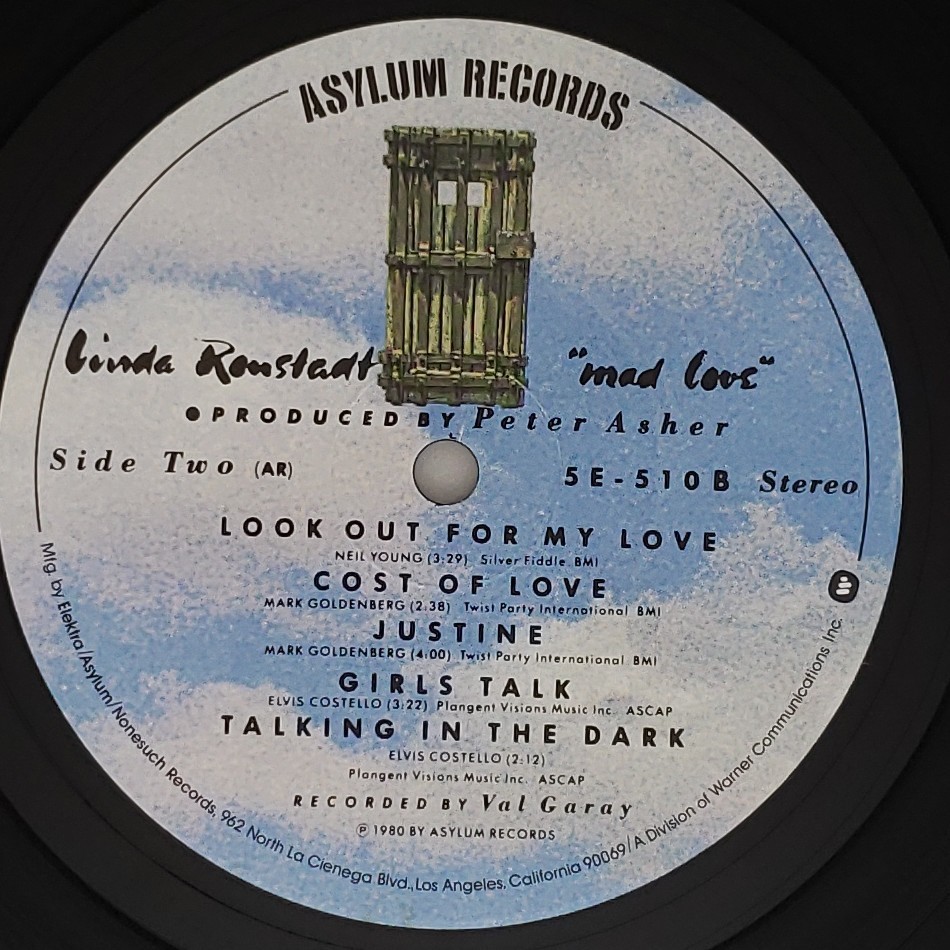 ASYLUM RECORDS
Linda Ronstadt "mad love"
●PRODUCED BY Peter Asher
Side Two (AR) 5E-510B Stereo
LOOK OUT FOR MY LOVE
NEIL YOUNG (3:29) Silver Fiddle BMI
COST OF LOVE
MARK GOLDENBERG (2:38) Twist Party International BMI
JUSTINE
MARK GOLDENBERG (4:00) Twist Party International BMI
GIRLS TALK
ELVIS COSTELLO (3:22) Plangent Visions Music Inc. ASCAP
TALKING IN THE DARK
ELVIS COSTELLO (2:12)
Plangent Visions Music Inc. ASCAP
RECORDED BY Val Garay
℗ 1980 BY ASYLUM RECORDS
Mfg. by Elektra/Asylum/Nonesuch Records, 962 North La Cienega Blvd., Los Angeles, California 90069/A Division of Warner Communications Inc.